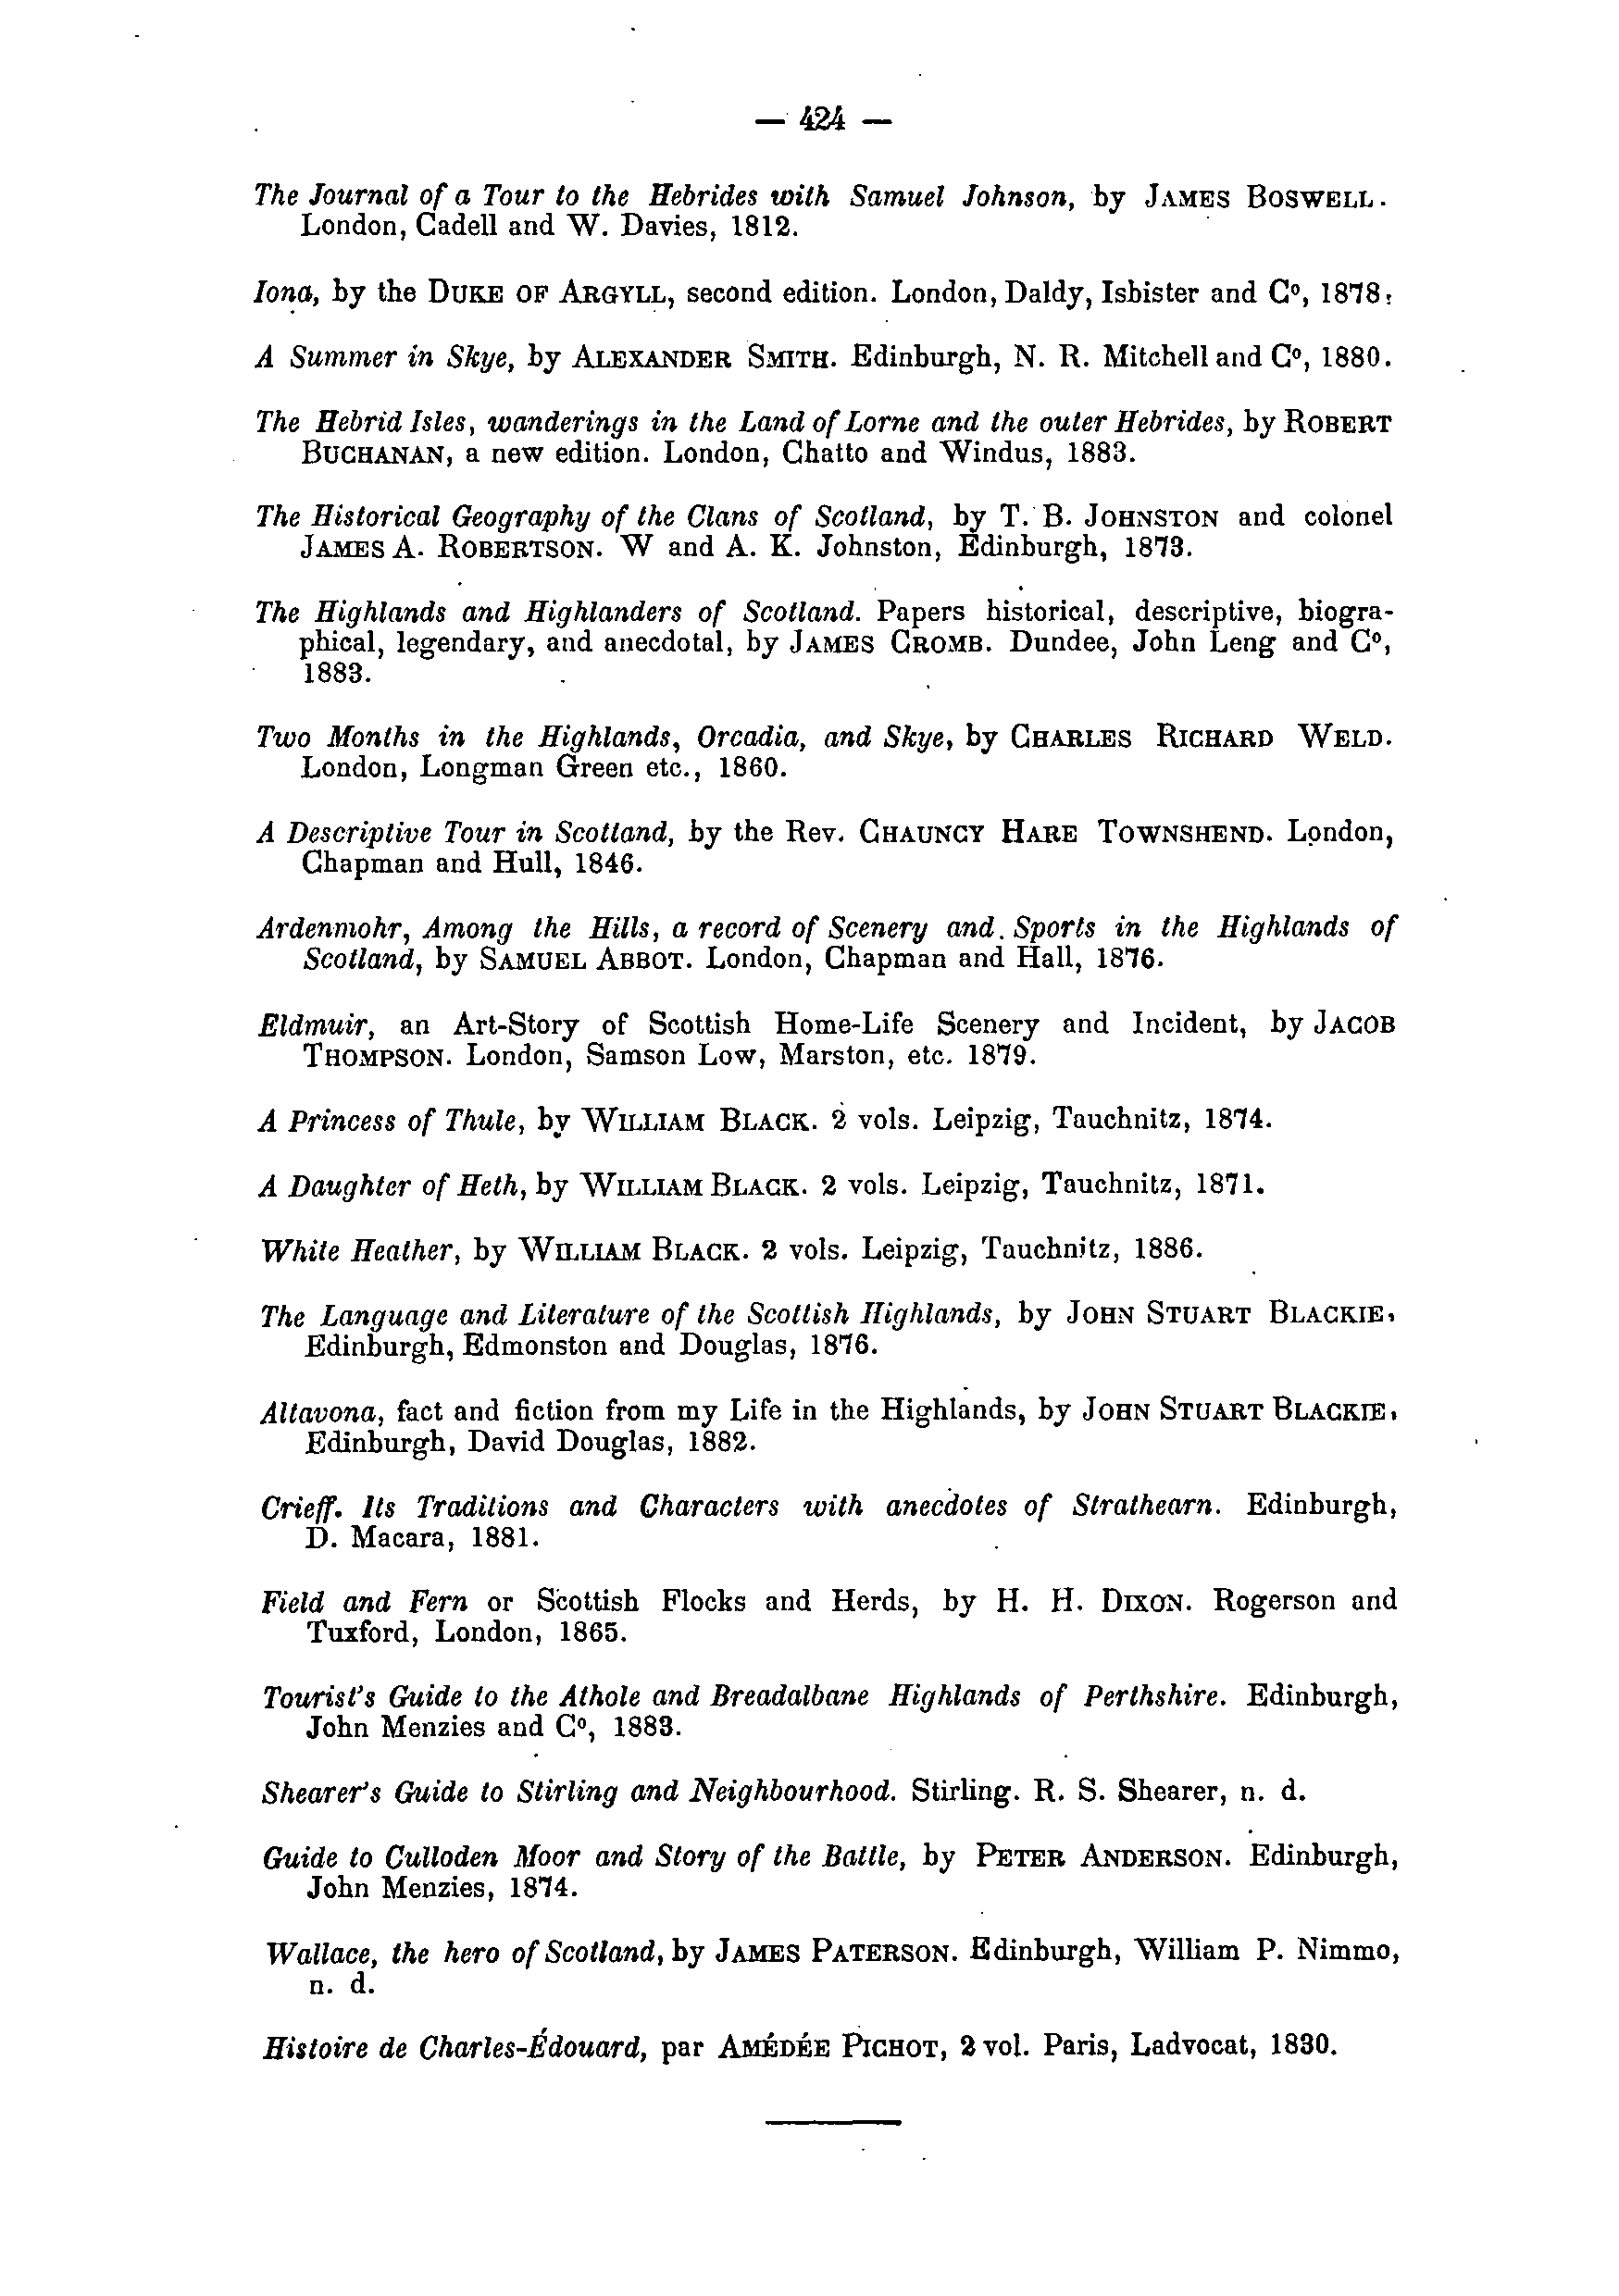 — 424 —
The Journal of a Tour to the Hebrides with Samuel Johnson, by JAMES BOSWELL.
London, Cadell and W. Davies, 1812.
Iona, by the DUKE OF ARGYLL, second edition. London, Daldy, Isbister and Cº, 1878.
A Summer in Skye, by ALEXANDER SMITH. Edinburgh, N. R. Mitchell and Cº, 1880.
The Hebrid Isles, wanderings in the Land of Lorne and the outer Hebrides, by ROBERT
BUCHANAN, a new edition. London, Chatto and Windus, 1883.
The Historical Geography of the Clans of Scotland, by T. B. JOHNSTON and colonel
JAMES A. ROBERTSON. W and A. K. Johnston, Edinburgh, 1873.
The Highlands and Highlanders of Scotland. Papers historical, descriptive, biogra-
phical, legendary, and anecdotal, by JAMES CROMB. Dundee, John Leng and Cº,
1883.
Two Months in the Highlands, Orcadia, and Skye, by CHARLES RICHARD WELD.
London, Longman Green etc., 1860.
A Descriptive Tour in Scotland, by the Rev. CHAUNCY HARE TOWNSHEND. London,
Chapman and Hull, 1846.
Ardenmohr, Among the Hills, a record of Scenery and Sports in the Highlands of
Scotland, by SAMUEL ABBOT. London, Chapman and Hall, 1876.
Eldmuir, an Art-Story of Scottish Home-Life Scenery and Incident, by JACOB
THOMPSON. London, Samson Low, Marston, etc. 1879.
A Princess of Thule, by WILLIAM BLACK. 2 vols. Leipzig, Tauchnitz, 1874.
A Daughter of Heth, by WILLIAM BLACK. 2 vols. Leipzig, Tauchnitz, 1871.
White Heather, by WILLIAM BLACK. 2 vols. Leipzig, Tauchnitz, 1886.
The Language and Literature of the Scottish Highlands, by JOHN STUART BLACKIE,
Edinburgh, Edmonston and Douglas, 1876.
Altavona, fact and fiction from my Life in the Highlands, by JOHN STUART BLACKIE,
Edinburgh, David Douglas, 1882.
Crieff. Its Traditions and Characters with anecdotes of Strathearn. Edinburgh,
D. Macara, 1881.
Field and Fern or Scottish Flocks and Herds, by H. H. DIXON. Rogerson and
Tuxford, London, 1865.
Tourist's Guide to the Athole and Breadalbane Highlands of Perthshire. Edinburgh,
John Menzies and Cº, 1883.
Shearer's Guide to Stirling and Neighbourhood. Stirling. R. S. Shearer, n. d.
Guide to Culloden Moor and Story of the Battle, by PETER ANDERSON. Edinburgh,
John Menzies, 1874.
Wallace, the hero of Scotland, by JAMES PATERSON. Edinburgh, William P. Nimmo,
n. d.
Histoire de Charles-Édouard, par AMÉDÉE PICHOT, 2 vol. Paris, Ladvocat, 1830.